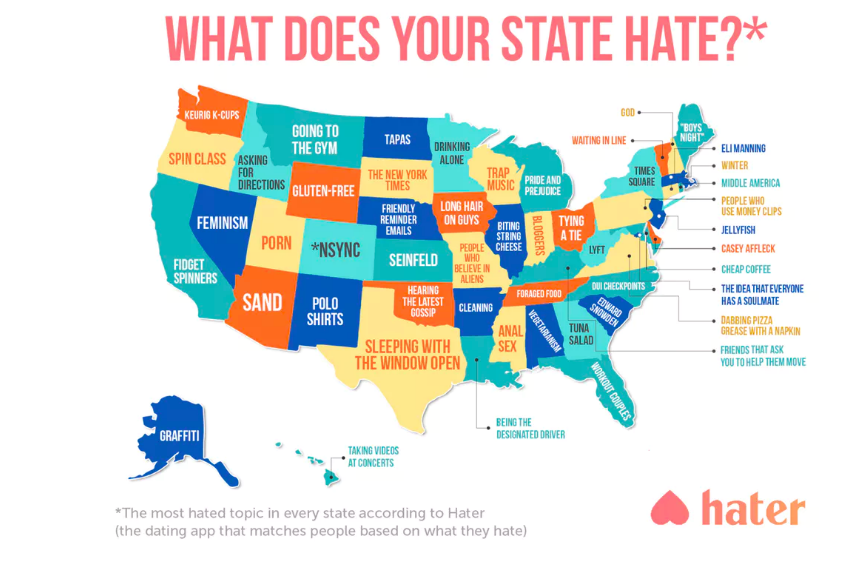 WHAT DOES YOUR STATE HATE?*
KEURIG K-CUPS
SPIN CLASS
ASKING
FOR
DIRECTIONS
GOING TO
THE GYM
TAPAS
DRINKING
ALONE
GLUTEN-FREE
THE NEW YORK
TIMES
TRAP
MUSIC
PRIDE AND
PREJUDICE
FEMINISM
FRIENDLY
REMINDER
EMAILS
LONG HAIR
ON GUYS
BITING
STRING
CHEESE
BLOGGERS
TYING
A TIE
TIMES
SQUARE
"BOYS
NIGHT"
GOD
WAITING IN LINE
ELI MANNING
WINTER
MIDDLE AMERICA
PEOPLE WHO
USE MONEY CLIPS
JELLYFISH
CASEY AFFLECK
CHEAP COFFEE
THE IDEA THAT EVERYONE
HAS A SOULMATE
DABBING PIZZA
GREASE WITH A NAPKIN
FRIENDS THAT ASK
YOU TO HELP THEM MOVE
FIDGET
SPINNERS
PORN
*NSYNC
SEINFELD
PEOPLE
WHO
BELIEVE IN
ALIENS
LYFT
DUI CHECKPOINTS
SAND
POLO
SHIRTS
HEARING
THE LATEST
GOSSIP
CLEANING
FORAGED FOOD
EDWARD
SNOWDEN
SLEEPING WITH
THE WINDOW OPEN
ANAL
SEX
VEGETARIANISM
TUNA
SALAD
WORKOUT COUPLES
BEING THE
DESIGNATED DRIVER
GRAFFITI
TAKING VIDEOS
AT CONCERTS
*The most hated topic in every state according to Hater
(the dating app that matches people based on what they hate)
hater